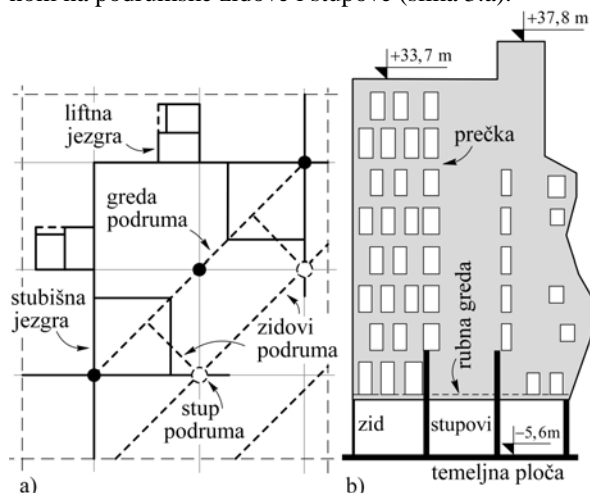 nom na podrumske zidove i stupove (slika 3.a).
liftna
jezgra
greda
podruma
stubišna
jezgra
zidovi
podruma
stup
podruma
a)
+37,8 m
+33,7 m
prečka
rubna greda
zid
stupovi
−5,6m
temeljna ploča
b)